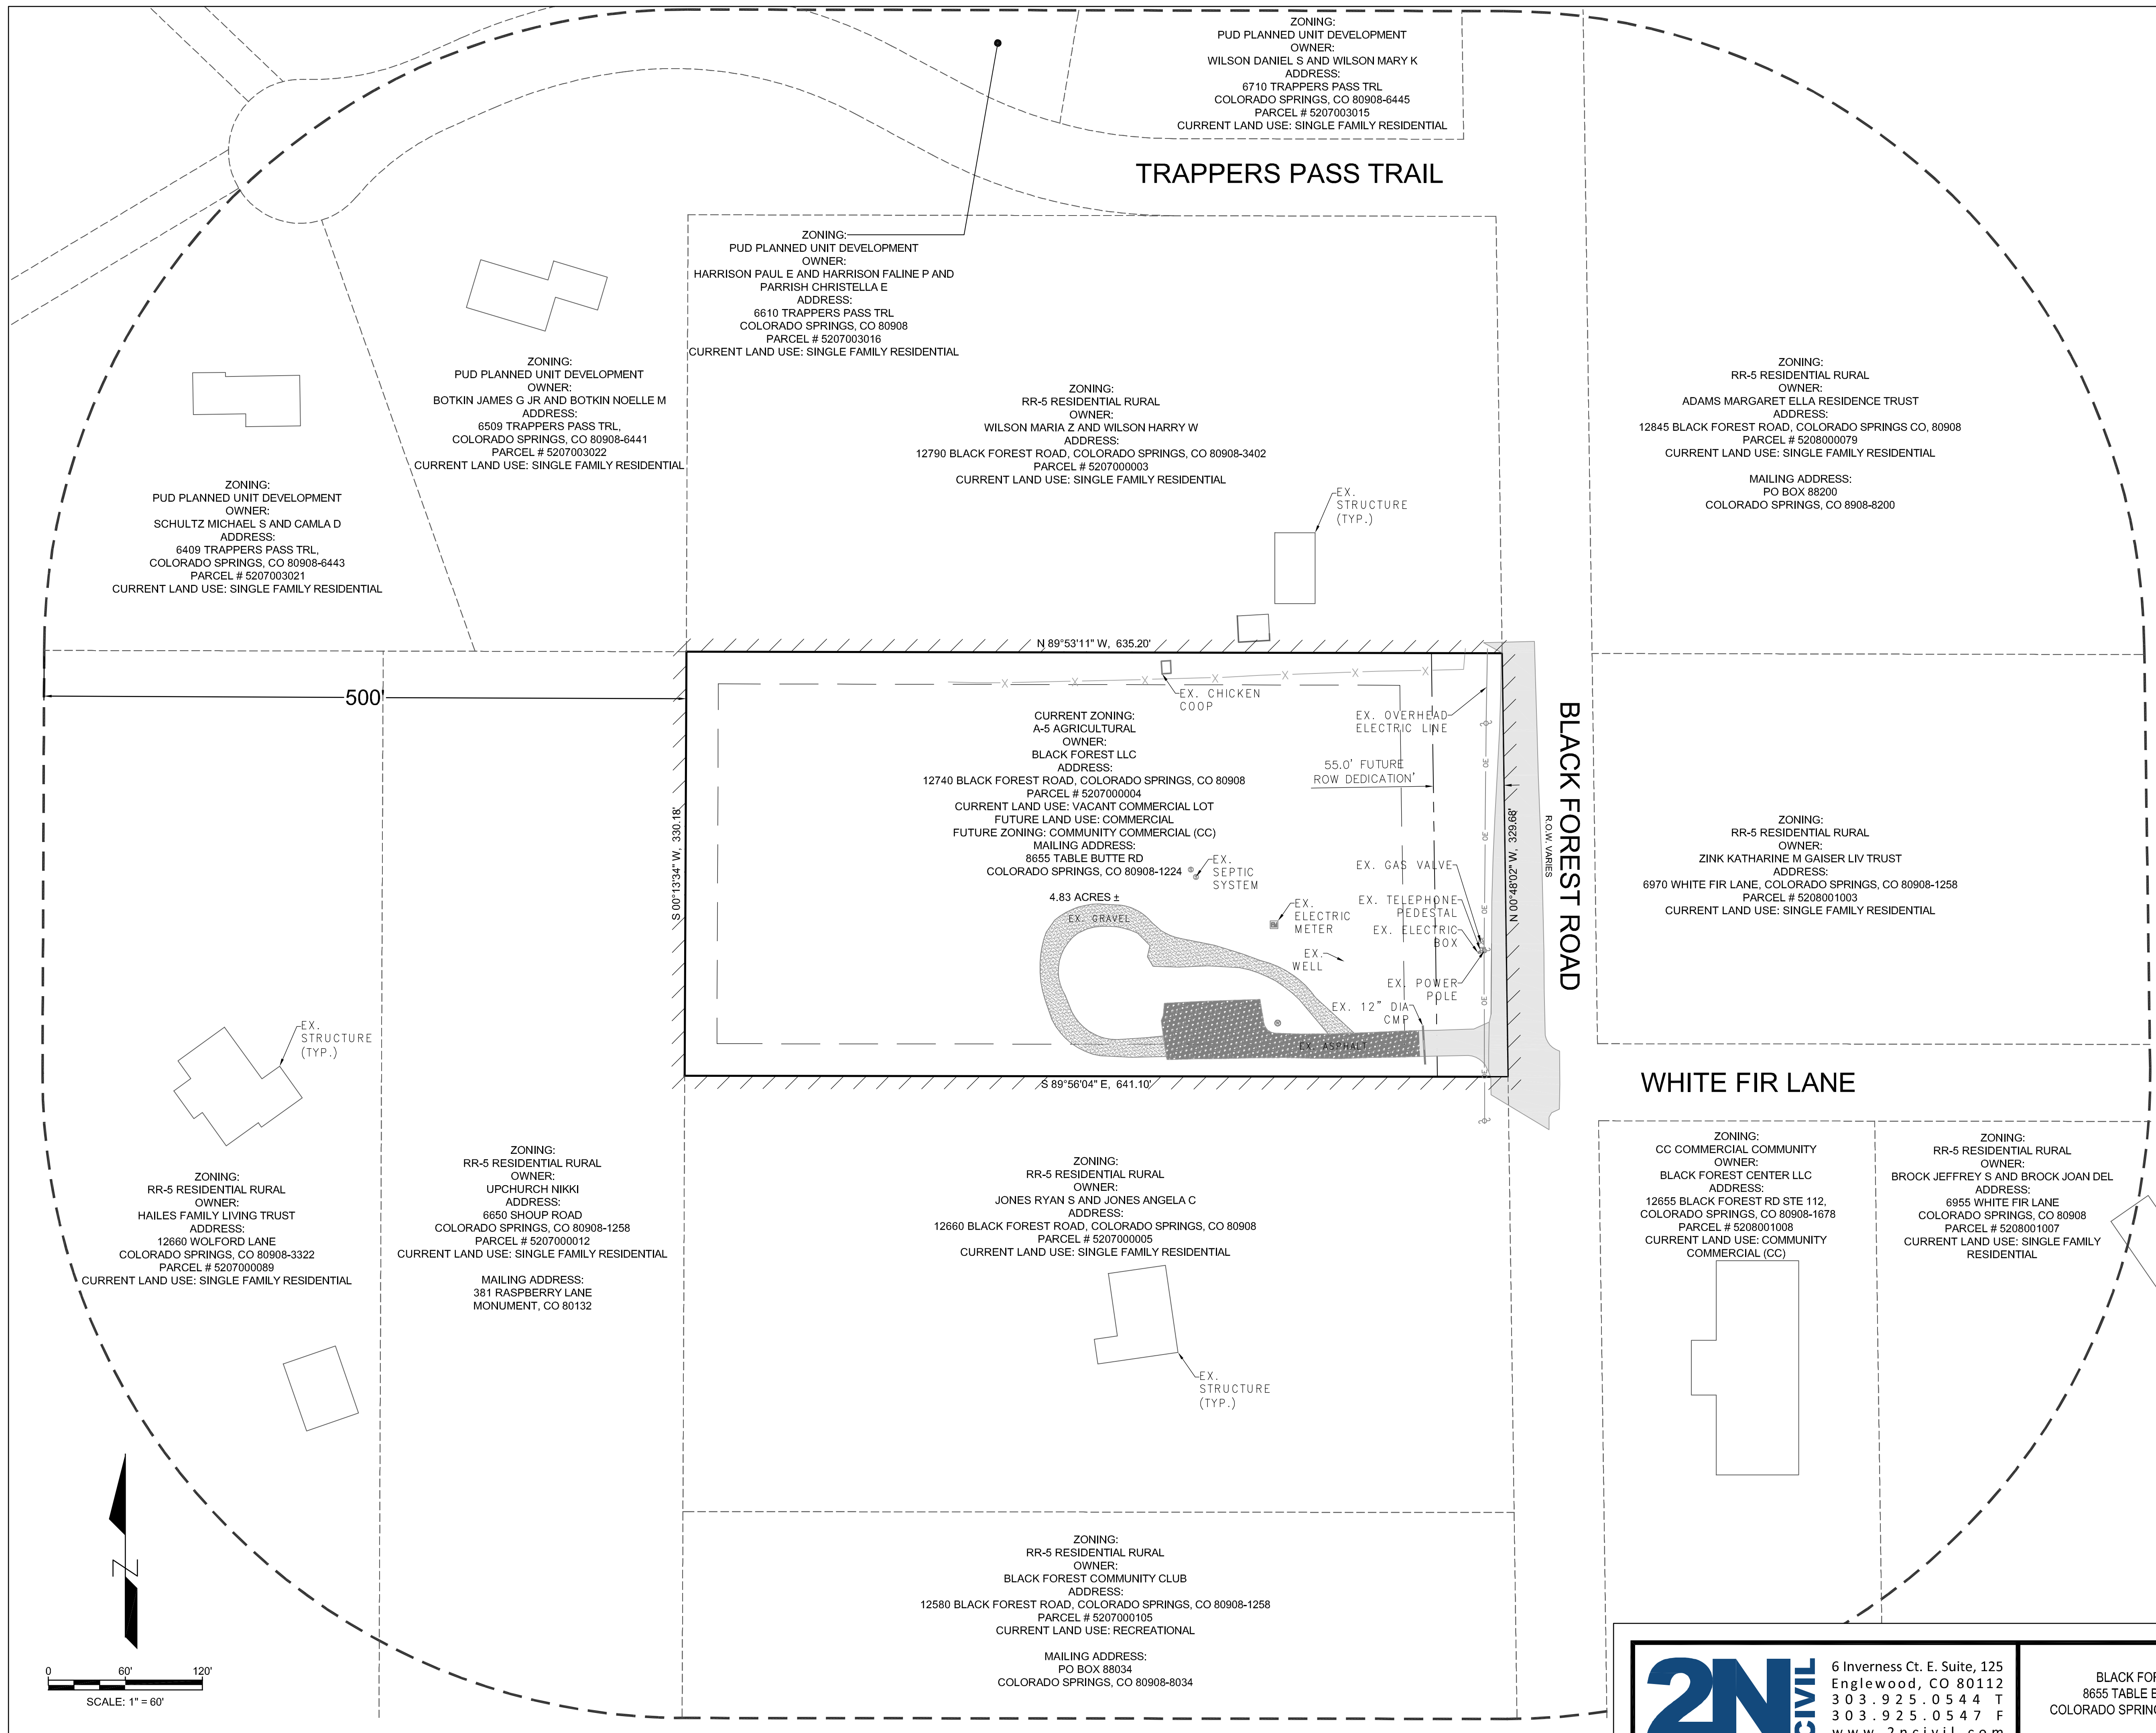 ZONING:
PUD PLANNED UNIT DEVELOPMENT
OWNER:
WILSON DANIEL S AND WILSON MARY K
ADDRESS:
6710 TRAPPERS PASS TRL
COLORADO SPRINGS, CO 80908-6445
PARCEL # 5207003015
CURRENT LAND USE: SINGLE FAMILY RESIDENTIAL
TRAPPERS PASS TRAIL
ZONING:
PUD PLANNED UNIT DEVELOPMENT
OWNER:
HARRISON PAUL E AND HARRISON FALINE P AND
PARRISH CHRISTELLA E
ADDRESS:
6610 TRAPPERS PASS TRL
COLORADO SPRINGS, CO 80908
PARCEL # 5207003016
CURRENT LAND USE: SINGLE FAMILY RESIDENTIAL
ZONING:
PUD PLANNED UNIT DEVELOPMENT
OWNER:
BOTKIN JAMES G JR AND BOTKIN NOELLE M
ADDRESS:
6509 TRAPPERS PASS TRL,
COLORADO SPRINGS, CO 80908-6441
PARCEL # 5207003022
CURRENT LAND USE: SINGLE FAMILY RESIDENTIAL
ZONING:
PUD PLANNED UNIT DEVELOPMENT
OWNER:
SCHULTZ MICHAEL S AND CAMLA D
ADDRESS:
6409 TRAPPERS PASS TRL,
COLORADO SPRINGS, CO 80908-6443
PARCEL # 5207003021
CURRENT LAND USE: SINGLE FAMILY RESIDENTIAL
ZONING:
RR-5 RESIDENTIAL RURAL
OWNER:
WILSON MARIA Z AND WILSON HARRY W
ADDRESS:
12790 BLACK FOREST ROAD, COLORADO SPRINGS, CO 80908-3402
PARCEL # 5207000003
CURRENT LAND USE: SINGLE FAMILY RESIDENTIAL
EX.
STRUCTURE
(TYP.)
ZONING:
RR-5 RESIDENTIAL RURAL
OWNER:
ADAMS MARGARET ELLA RESIDENCE TRUST
ADDRESS:
12845 BLACK FOREST ROAD, COLORADO SPRINGS CO, 80908
PARCEL # 5208000079
CURRENT LAND USE: SINGLE FAMILY RESIDENTIAL
MAILING ADDRESS:
PO BOX 88200
COLORADO SPRINGS, CO 8908-8200
N 89°53'11" W, 635.20'
500'
X X X X X X X
EX. CHICKEN
COOP
CURRENT ZONING:
A-5 AGRICULTURAL
OWNER:
BLACK FOREST LLC
ADDRESS:
12740 BLACK FOREST ROAD, COLORADO SPRINGS, CO 80908
PARCEL # 5207000004
CURRENT LAND USE: VACANT COMMERCIAL LOT
FUTURE LAND USE: COMMERCIAL
FUTURE ZONING: COMMUNITY COMMERCIAL (CC)
MAILING ADDRESS:
8655 TABLE BUTTE RD
COLORADO SPRINGS, CO 80908-1224
4.83 ACRES ±
EX. OVERHEAD
ELECTRIC LINE
55.0' FUTURE
ROW DEDICATION'
EX.
SEPTIC
SYSTEM
EX. GAS VALVE
EX. TELEPHONE
PEDESTAL
EX. ELECTRIC
BOX
EX.
ELECTRIC
METER
EX.
WELL
EX. POWER
POLE
EX. 12" DIA
CMP
EX. GRAVEL
EX. ASPHALT
OE
OE
OE
OE
OE
S 00°13'34" W, 330.18'
N 00°48'02" W, 329.68'
S 89°56'04" E, 641.10'
BLACK FOREST ROAD
R.O.W. VARIES
ZONING:
RR-5 RESIDENTIAL RURAL
OWNER:
ZINK KATHARINE M GAISER LIV TRUST
ADDRESS:
6970 WHITE FIR LANE, COLORADO SPRINGS, CO 80908-1258
PARCEL # 5208001003
CURRENT LAND USE: SINGLE FAMILY RESIDENTIAL
WHITE FIR LANE
EX.
STRUCTURE
(TYP.)
ZONING:
RR-5 RESIDENTIAL RURAL
OWNER:
HAILES FAMILY LIVING TRUST
ADDRESS:
12660 WOLFORD LANE
COLORADO SPRINGS, CO 80908-3322
PARCEL # 5207000089
CURRENT LAND USE: SINGLE FAMILY RESIDENTIAL
ZONING:
RR-5 RESIDENTIAL RURAL
OWNER:
UPCHURCH NIKKI
ADDRESS:
6650 SHOUP ROAD
COLORADO SPRINGS, CO 80908-1258
PARCEL # 5207000012
CURRENT LAND USE: SINGLE FAMILY RESIDENTIAL
MAILING ADDRESS:
381 RASPBERRY LANE
MONUMENT, CO 80132
ZONING:
RR-5 RESIDENTIAL RURAL
OWNER:
JONES RYAN S AND JONES ANGELA C
ADDRESS:
12660 BLACK FOREST ROAD, COLORADO SPRINGS, CO 80908
PARCEL # 5207000005
CURRENT LAND USE: SINGLE FAMILY RESIDENTIAL
EX.
STRUCTURE
(TYP.)
ZONING:
CC COMMERCIAL COMMUNITY
OWNER:
BLACK FOREST CENTER LLC
ADDRESS:
12655 BLACK FOREST RD STE 112,
COLORADO SPRINGS, CO 80908-1678
PARCEL # 5208001008
CURRENT LAND USE: COMMUNITY
COMMERCIAL (CC)
ZONING:
RR-5 RESIDENTIAL RURAL
OWNER:
BROCK JEFFREY S AND BROCK JOAN DEL
ADDRESS:
6955 WHITE FIR LANE
COLORADO SPRINGS, CO 80908
PARCEL # 5208001007
CURRENT LAND USE: SINGLE FAMILY
RESIDENTIAL
ZONING:
RR-5 RESIDENTIAL RURAL
OWNER:
BLACK FOREST COMMUNITY CLUB
ADDRESS:
12580 BLACK FOREST ROAD, COLORADO SPRINGS, CO 80908-1258
PARCEL # 5207000105
CURRENT LAND USE: RECREATIONAL
MAILING ADDRESS:
PO BOX 88034
COLORADO SPRINGS, CO 80908-8034
N
0 60' 120'
SCALE: 1" = 60'
2N CIVIL
6 Inverness Ct. E. Suite, 125
Englewood, CO 80112
303.925.0544 T
303.925.0547 F
www.2ncivil.com
BLACK FO
8655 TABLE
COLORADO SPRIN